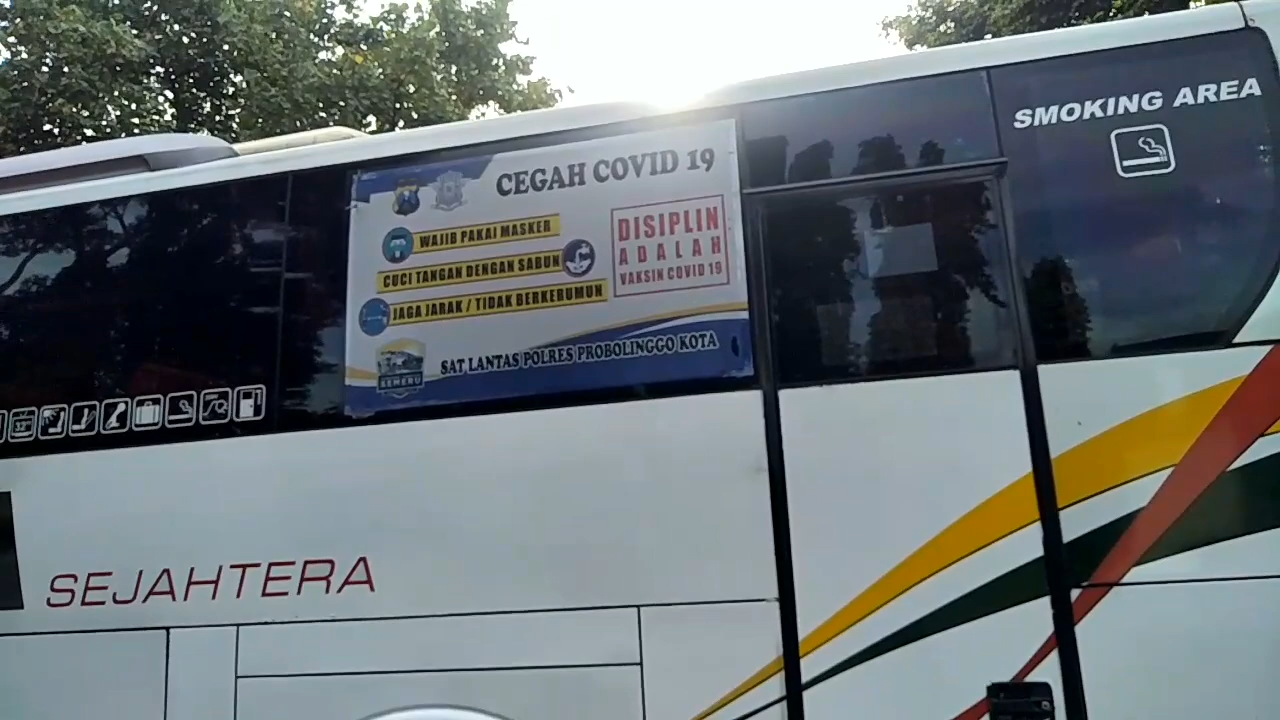 SMOKING AREA
CEGAH COVID 19
WAJIB PAKAI MASKER
CUCI TANGAN DENGAN SABUN
JAGA JARAK / TIDAK BERKERUMUN
DISIPLIN
ADALAH
VAKSIN COVID 19
SEMERU
SAT LANTAS POLRES PROBOLINGGO KOTA
SEJAHTERA